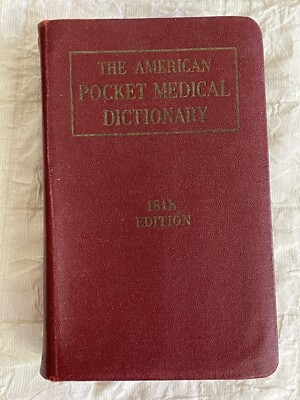 THE AMERICAN
POCKET MEDICAL
DICTIONARY
18th
EDITION